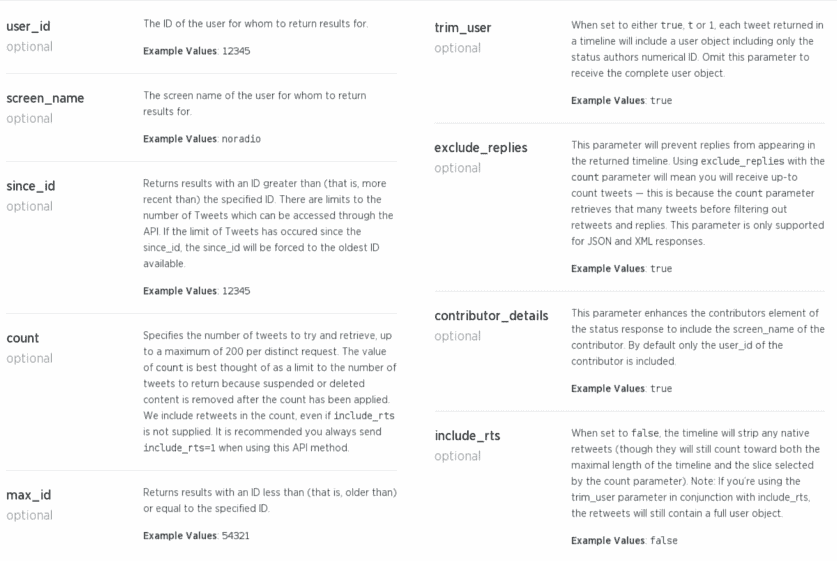 user_id
optional
The ID of the user for whom to return results for.
Example Values: 12345
screen_name
optional
The screen name of the user for whom to return
results for.
Example Values: noradio
since_id
optional
Returns results with an ID greater than (that is, more
recent than) the specified ID. There are limits to the
number of Tweets which can be accessed through the
API. If the limit of Tweets has occured since the
since_id, the since_id will be forced to the oldest ID
available.
Example Values: 12345
count
optional
Specifies the number of tweets to try and retrieve, up
to a maximum of 200 per distinct request. The value
of count is best thought of as a limit to the number of
tweets to return because suspended or deleted
content is removed after the count has been applied.
We include retweets in the count, even if include_rts
is not supplied. It is recommended you always send
include_rts=1 when using this API method.
max_id
optional
Returns results with an ID less than (that is, older than)
or equal to the specified ID.
Example Values: 54321
trim_user
optional
When set to either true, t or 1, each tweet returned in
a timeline will include a user object including only the
status authors numerical ID. Omit this parameter to
receive the complete user object.
Example Values: true
exclude_replies
optional
This parameter will prevent replies from appearing in
the returned timeline. Using exclude_replies with the
count parameter will mean you will receive up-to
count tweets — this is because the count parameter
retrieves that many tweets before filtering out
retweets and replies. This parameter is only supported
for JSON and XML responses.
Example Values: true
contributor_details
optional
This parameter enhances the contributors element of
the status response to include the screen_name of the
contributor. By default only the user_id of the
contributor is included.
Example Values: true
include_rts
optional
When set to false, the timeline will strip any native
retweets (though they will still count toward both the
maximal length of the timeline and the slice selected
by the count parameter). Note: If you're using the
trim_user parameter in conjunction with include_rts,
the retweets will still contain a full user object.
Example Values: false